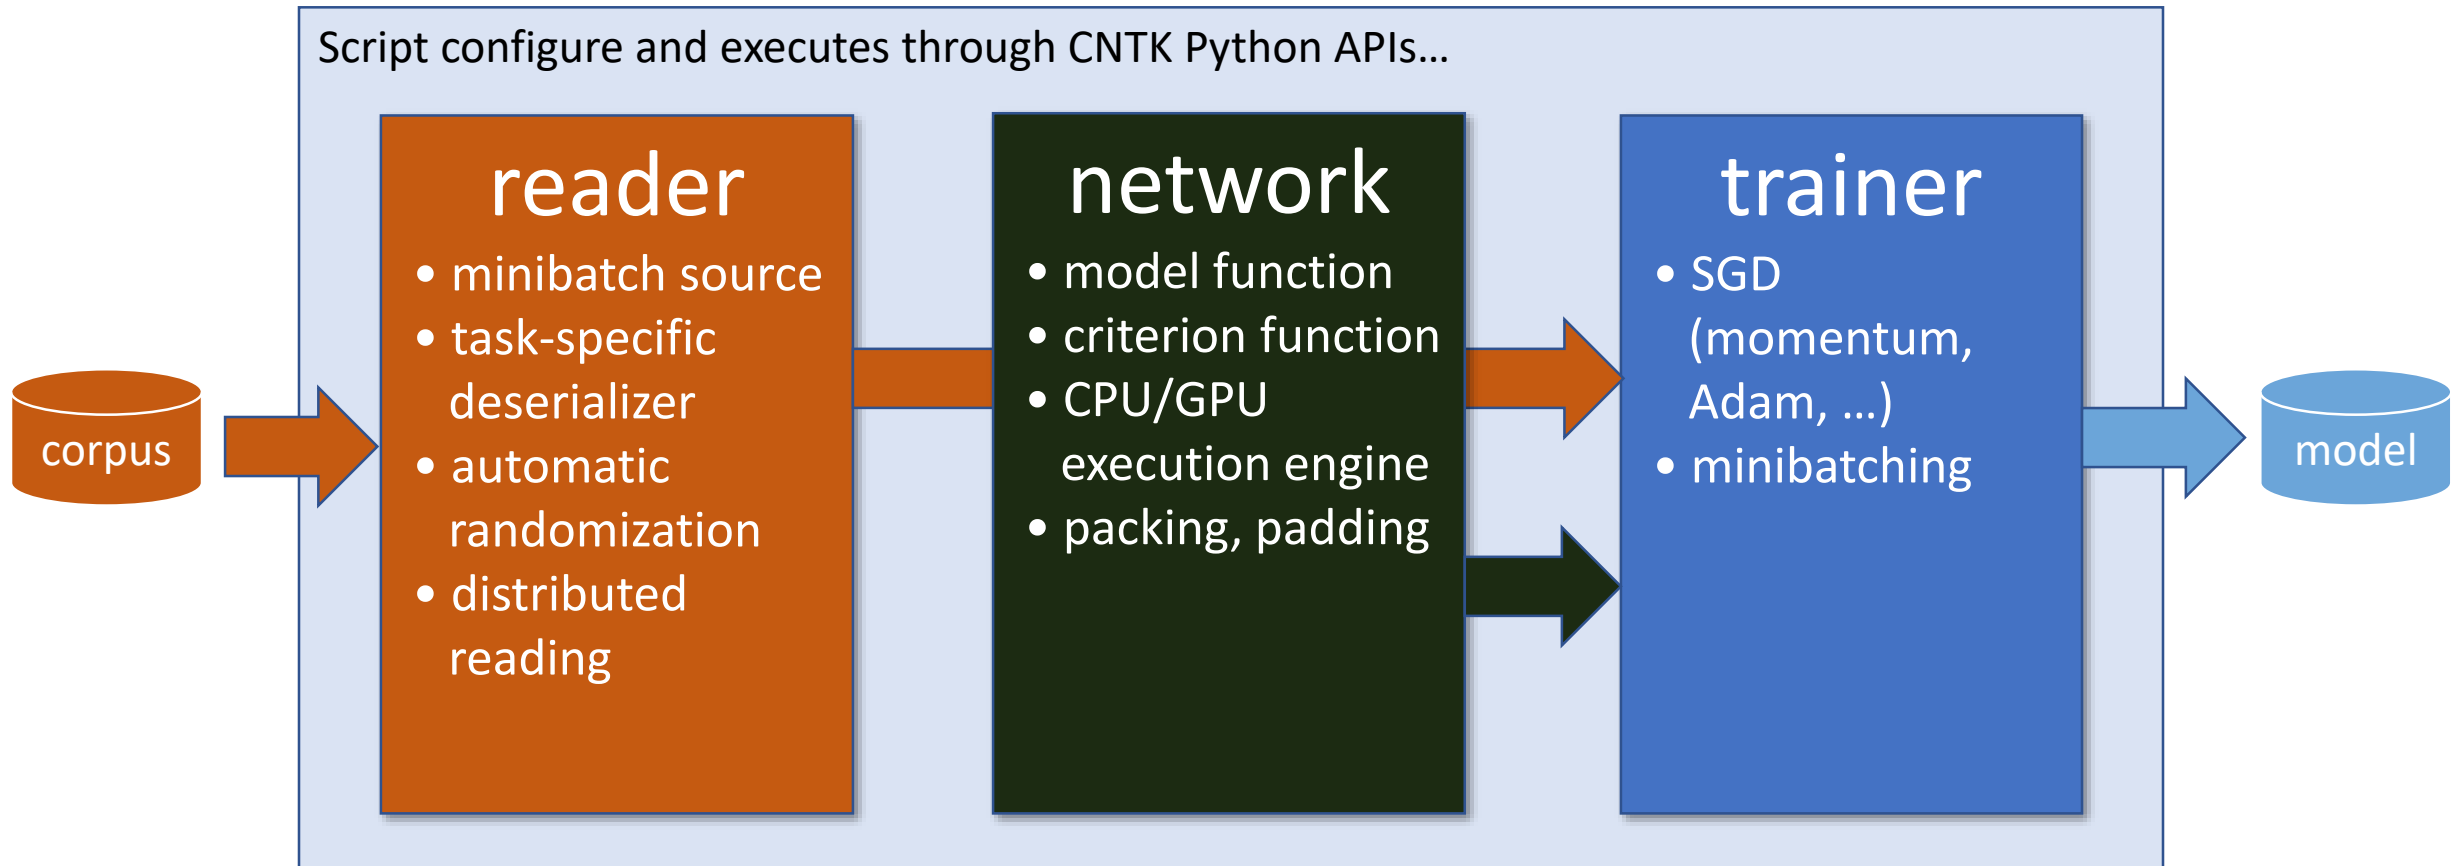 Script configure and executes through CNTK Python APIs...
corpus
reader
• minibatch source
• task-specific
deserializer
• automatic
randomization
• distributed
reading
network
• model function
• criterion function
• CPU/GPU
execution engine
• packing, padding
trainer
• SGD
(momentum,
Adam, ...)
• minibatching
model